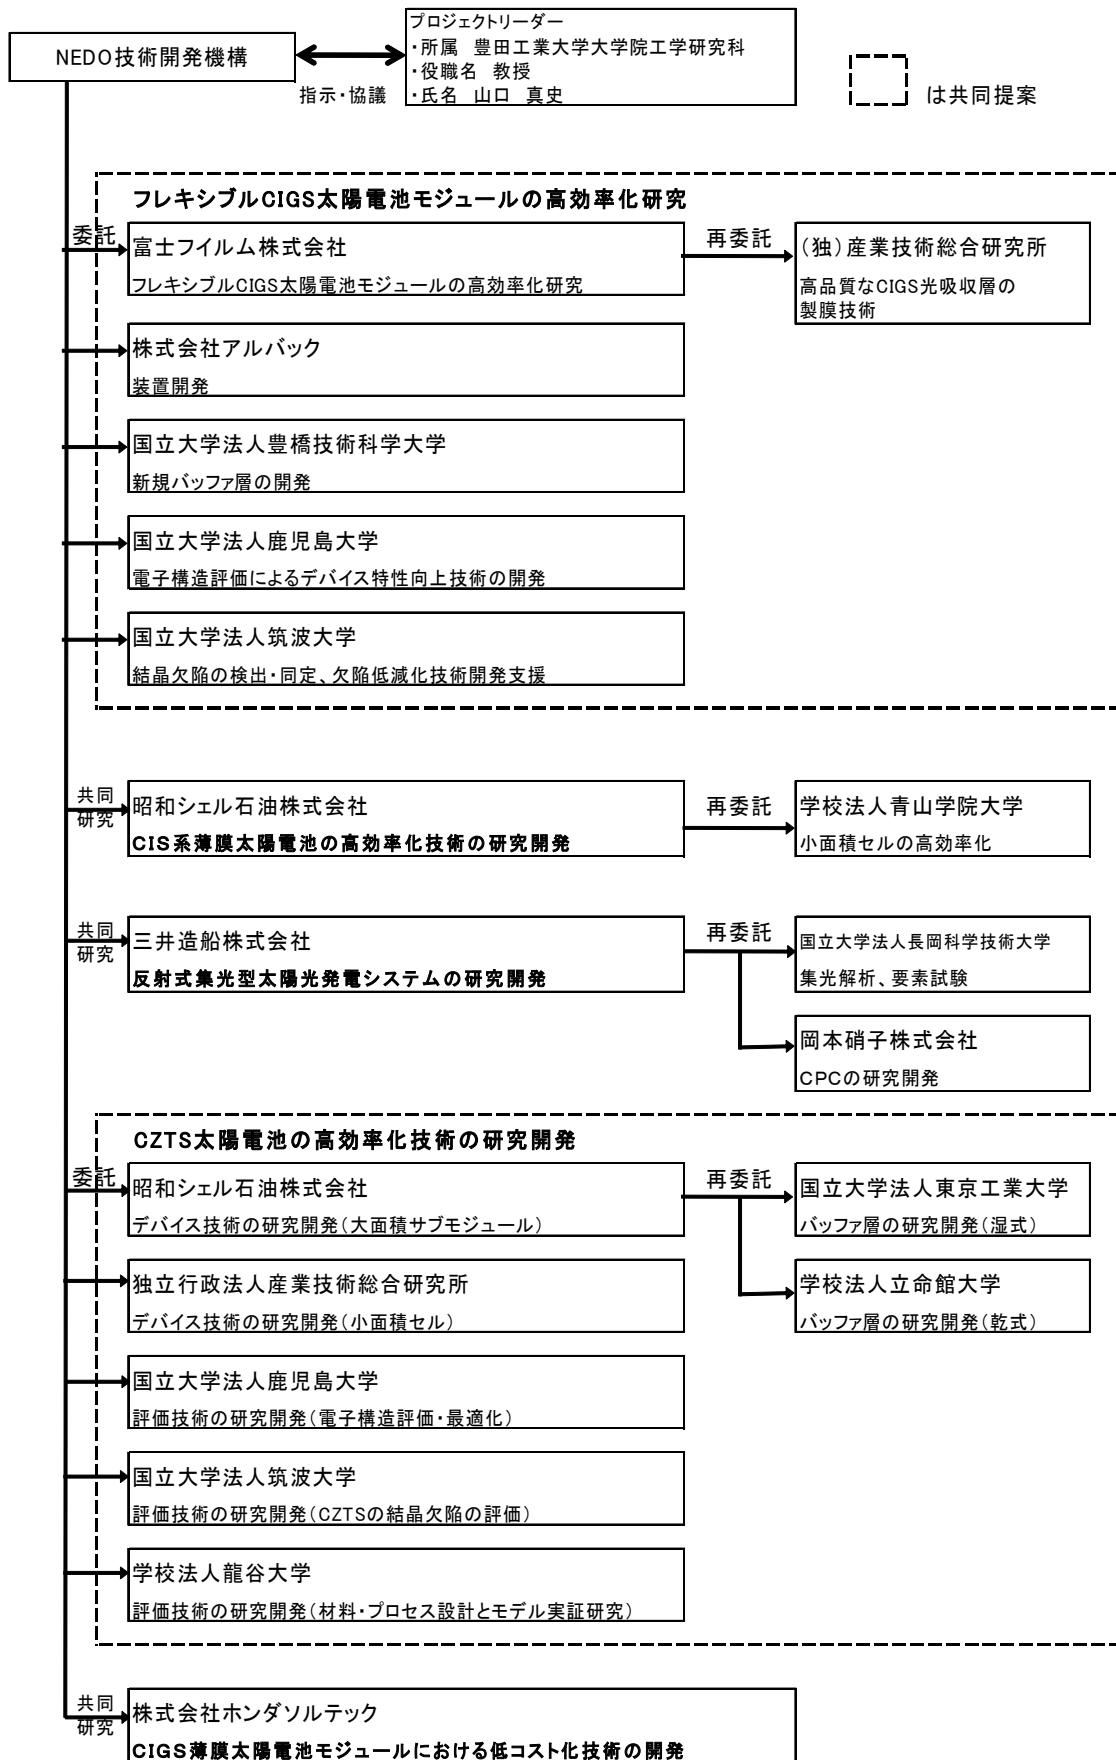 NEDO技術開発機構
指示・協議
プロジェクトリーダー
・所属 豊田工業大学大学院工学研究科
・役職名 教授
・氏名 山口 真史
は共同提案
フレキシブルCIGS太陽電池モジュールの高効率化研究
委託
富士フイルム株式会社
フレキシブルCIGS太陽電池モジュールの高効率化研究
再委託
(独)産業技術総合研究所
高品質なCIGS光吸収層の
製膜技術
株式会社アルバック
装置開発
国立大学法人豊橋技術科学大学
新規バッファ層の開発
国立大学法人鹿児島大学
電子構造評価によるデバイス特性向上技術の開発
国立大学法人筑波大学
結晶欠陥の検出・同定、欠陥低減化技術開発支援
共同
研究
昭和シェル石油株式会社
CIS系薄膜太陽電池の高効率化技術の研究開発
再委託
学校法人青山学院大学
小面積セルの高効率化
共同
研究
三井造船株式会社
反射式集光型太陽光発電システムの研究開発
再委託
国立大学法人長岡科学技術大学
集光解析、要素試験
岡本硝子株式会社
CPCの研究開発
CZTS太陽電池の高効率化技術の研究開発
委託
昭和シェル石油株式会社
デバイス技術の研究開発(大面積サブモジュール)
再委託
国立大学法人東京工業大学
バッファ層の研究開発(湿式)
独立行政法人産業技術総合研究所
デバイス技術の研究開発(小面積セル)
学校法人立命館大学
バッファ層の研究開発(乾式)
国立大学法人鹿児島大学
評価技術の研究開発(電子構造評価・最適化)
国立大学法人筑波大学
評価技術の研究開発(CZTSの結晶欠陥の評価)
学校法人龍谷大学
評価技術の研究開発(材料・プロセス設計とモデル実証研究)
共同
研究
株式会社ホンダソルテック
CIGS薄膜太陽電池モジュールにおける低コスト化技術の開発